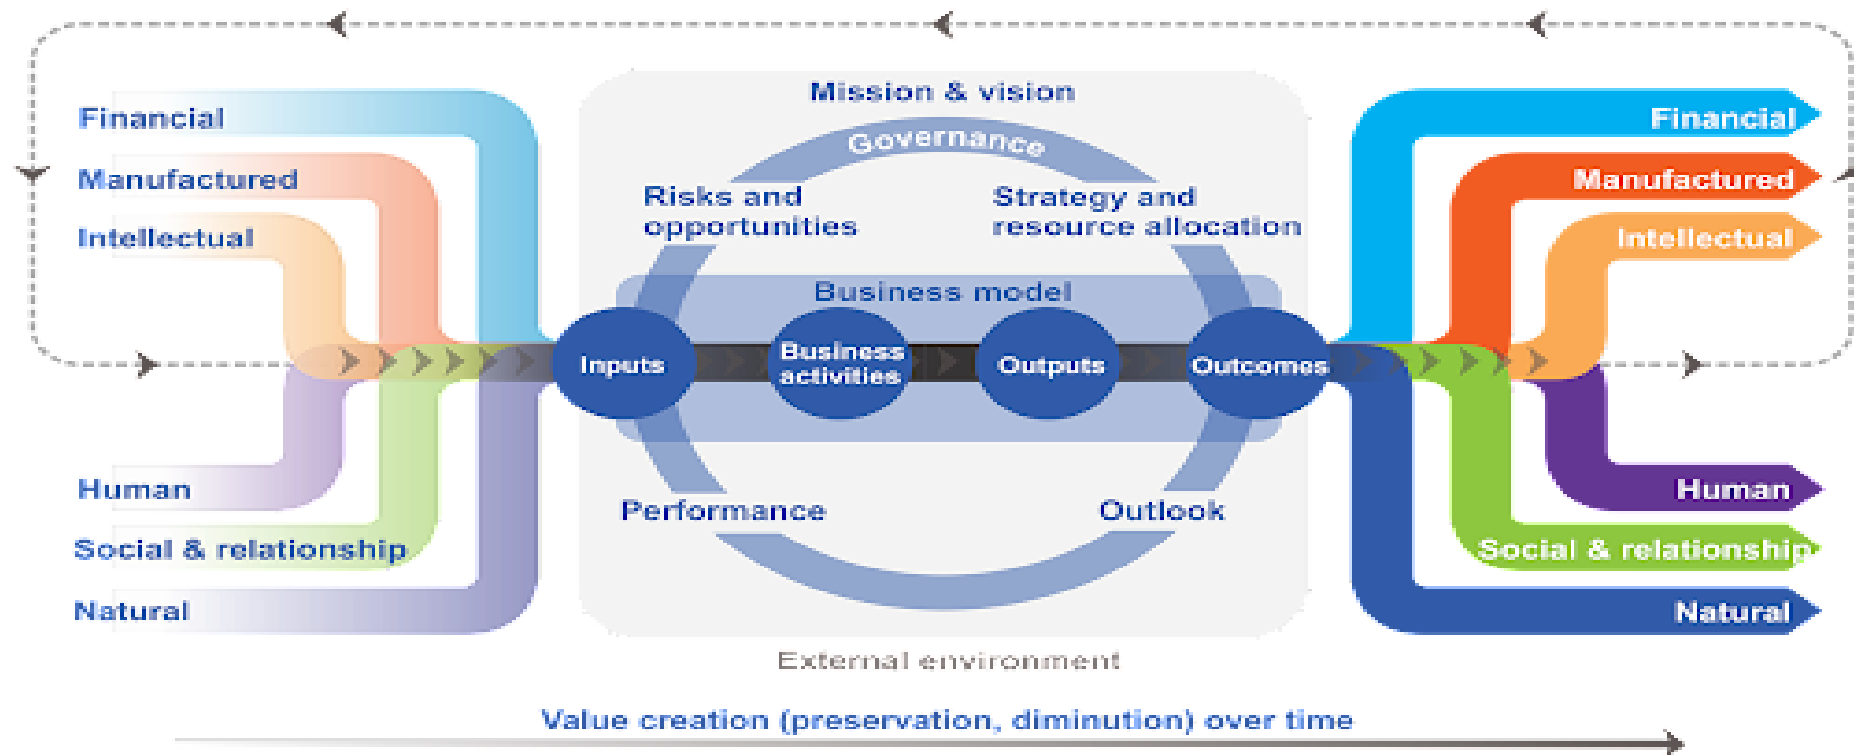 Financial
Manufactured
Intellectual
Human
Social & relationship
Natural
Mission & vision
Governance
Risks and
opportunities
Strategy and
resource allocation
Business model
Inputs
Business
activities
Outputs
Outcomes
Performance
Outlook
Financial
Manufactured
Intellectual
Human
Social & relationship
Natural
External environment
Value creation (preservation, diminution) over time